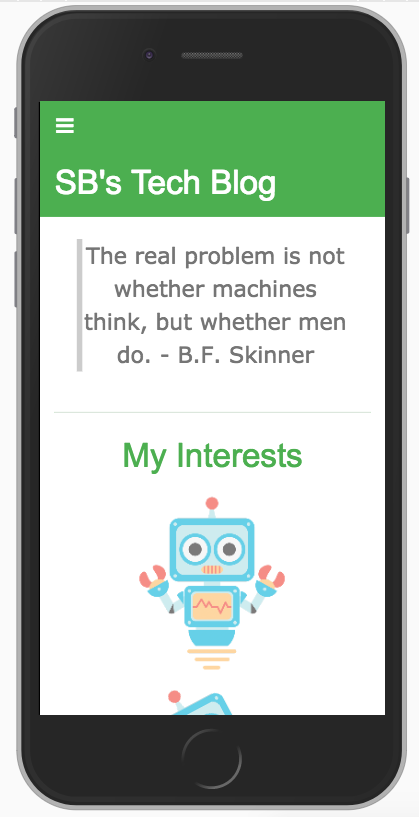 SB's Tech Blog
The real problem is not
whether machines
think, but whether men
do. - B.F. Skinner
My Interests